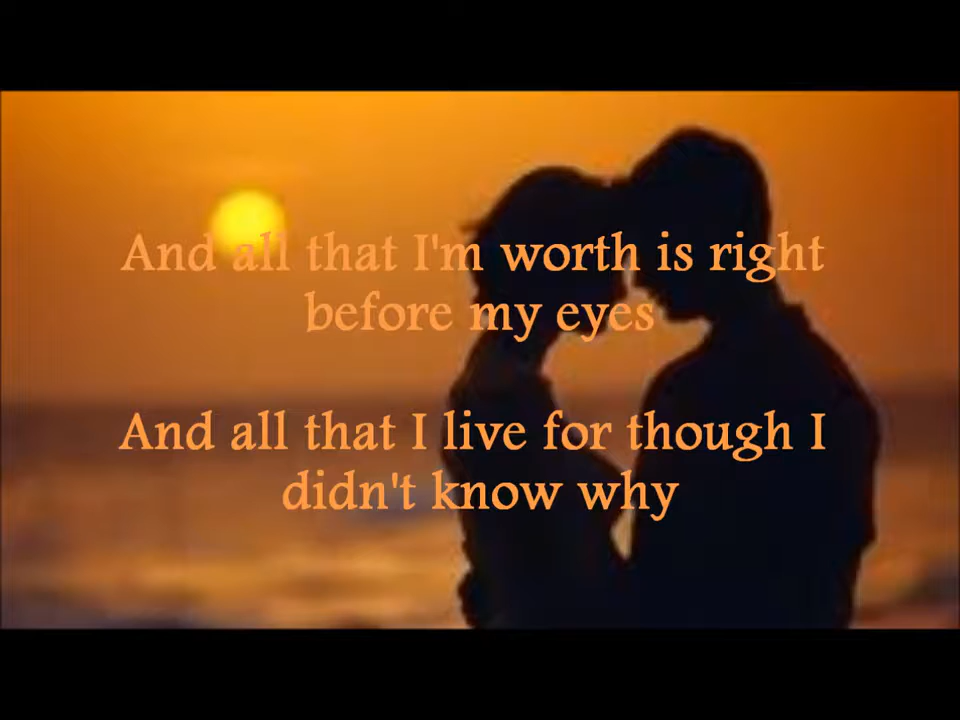 And all that I'm worth is right
before my eyes
And all that I live for though I
didn't know why